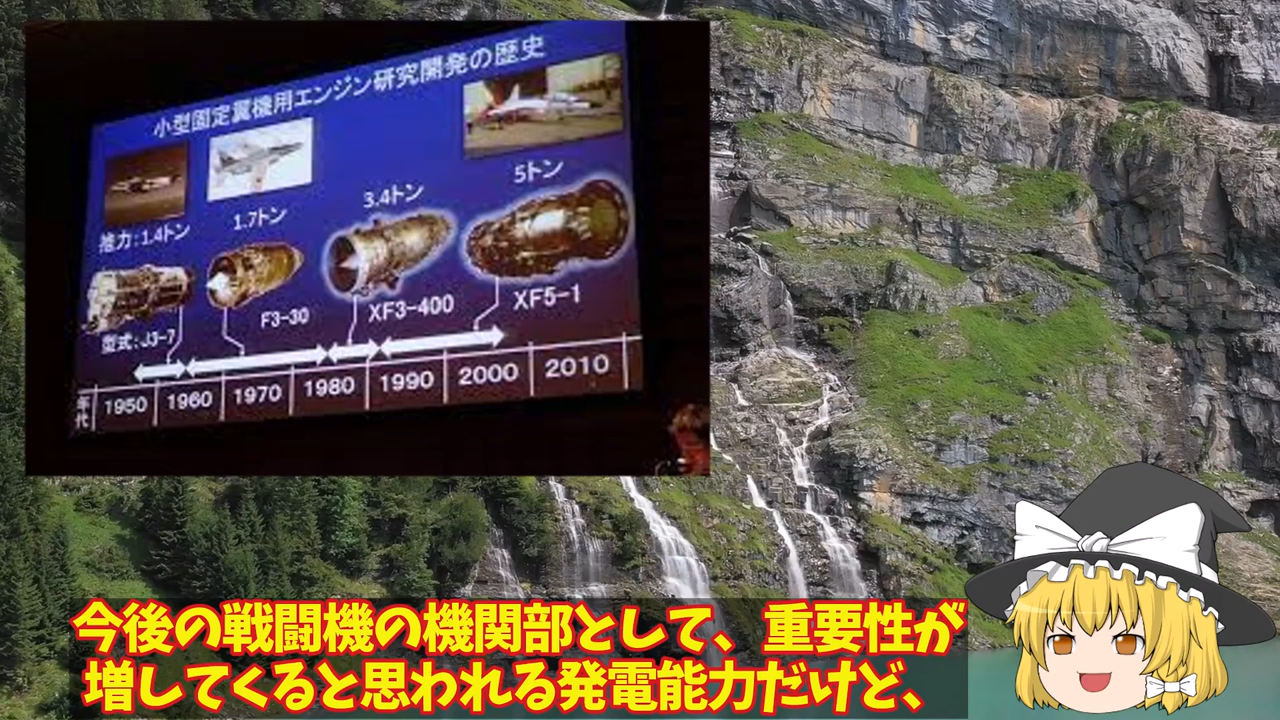 小型固定翼機用エンジン研究開発の歴史
5トン
3.4トン
1.7トン
推力:1.4トン
型式:J3-7
F3-30
XF3-400
XF5-1
年代
1950
1960
1970
1980
1990
2000
2010
今後の戦闘機の機関部として、重要性が
増してくると思われる発電能力だけど、